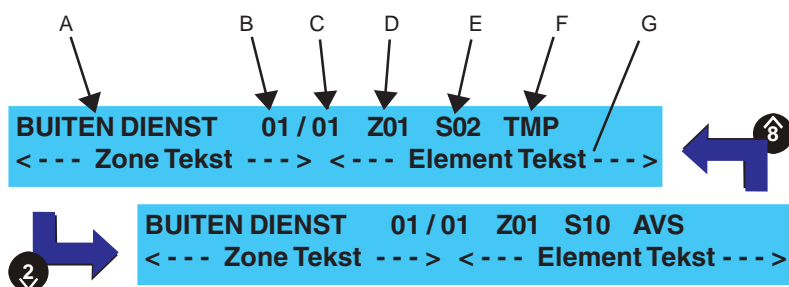 A B C D E F G
BUITEN DIENST 01 / 01 Z01 S02 TMP
< - - - Zone Tekst - - - > < - - - Element Tekst - - - >
8
BUITEN DIENST 01 / 01 Z01 S10 AVS
< - - - Zone Tekst - - - > < - - - Element Tekst - - - >
2